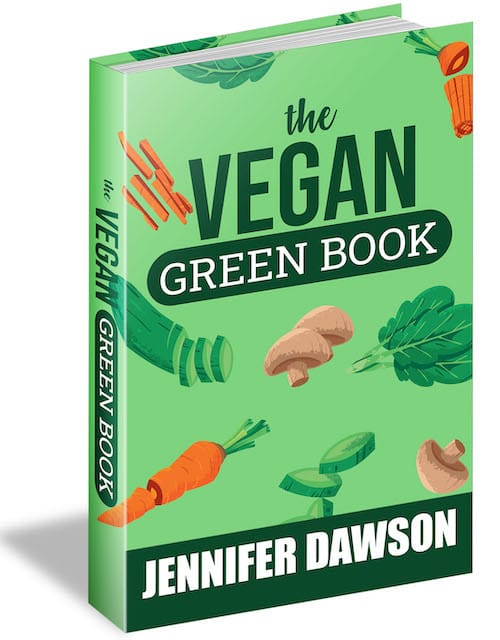 the
VEGAN
GREEN BOOK
JENNIFER DAWSON
the VEGAN GREEN BOOK